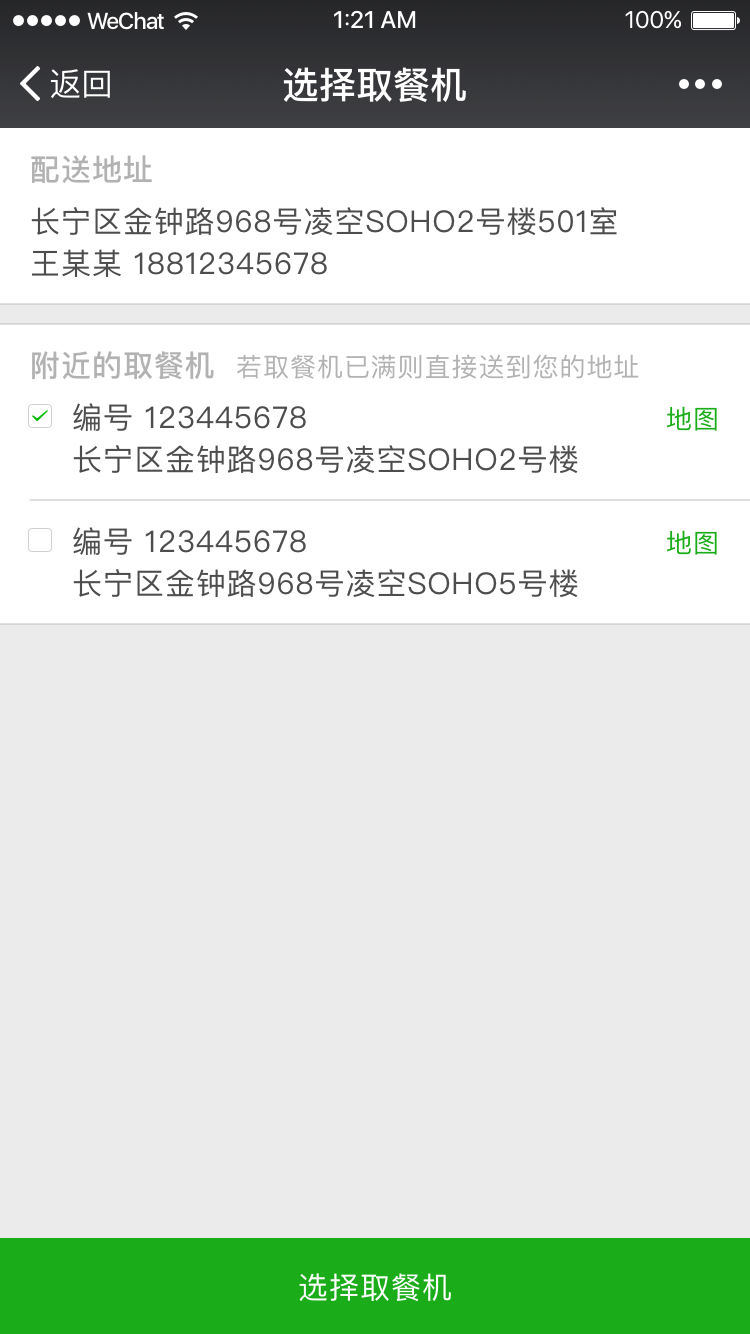 WeChat 1:21 AM 100%
返回 选择取餐机
配送地址
长宁区金钟路968号凌空SOHO2号楼501室
王某某 18812345678
附近的取餐机 若取餐机已满则直接送到您的地址
编号 123445678 地图
长宁区金钟路968号凌空SOHO2号楼
编号 123445678 地图
长宁区金钟路968号凌空SOHO5号楼
选择取餐机